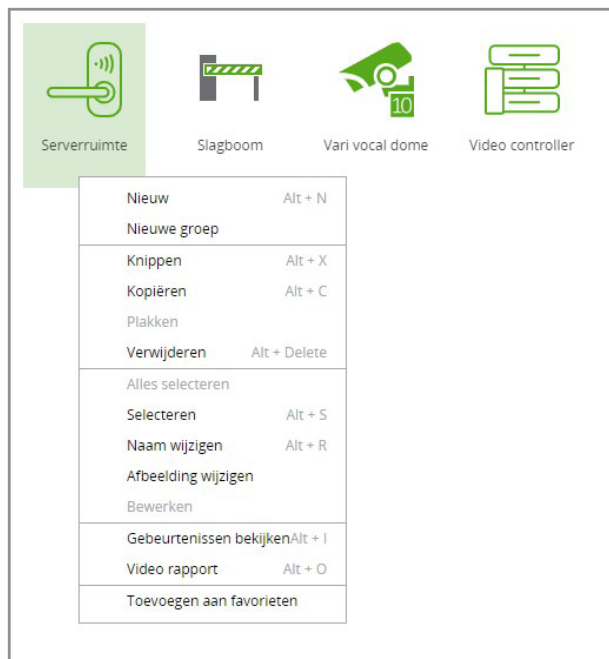 10
Serverruimte Slagboom Vari vocal dome Video controller
Nieuw Alt + N
Nieuwe groep
Knippen Alt + X
Kopiëren Alt + C
Plakken
Verwijderen Alt + Delete
Alles selecteren
Selecteren Alt + S
Naam wijzigen Alt + R
Afbeelding wijzigen
Bewerken
Gebeurtenissen bekijkenAlt + I
Video rapport Alt + O
Toevoegen aan favorieten